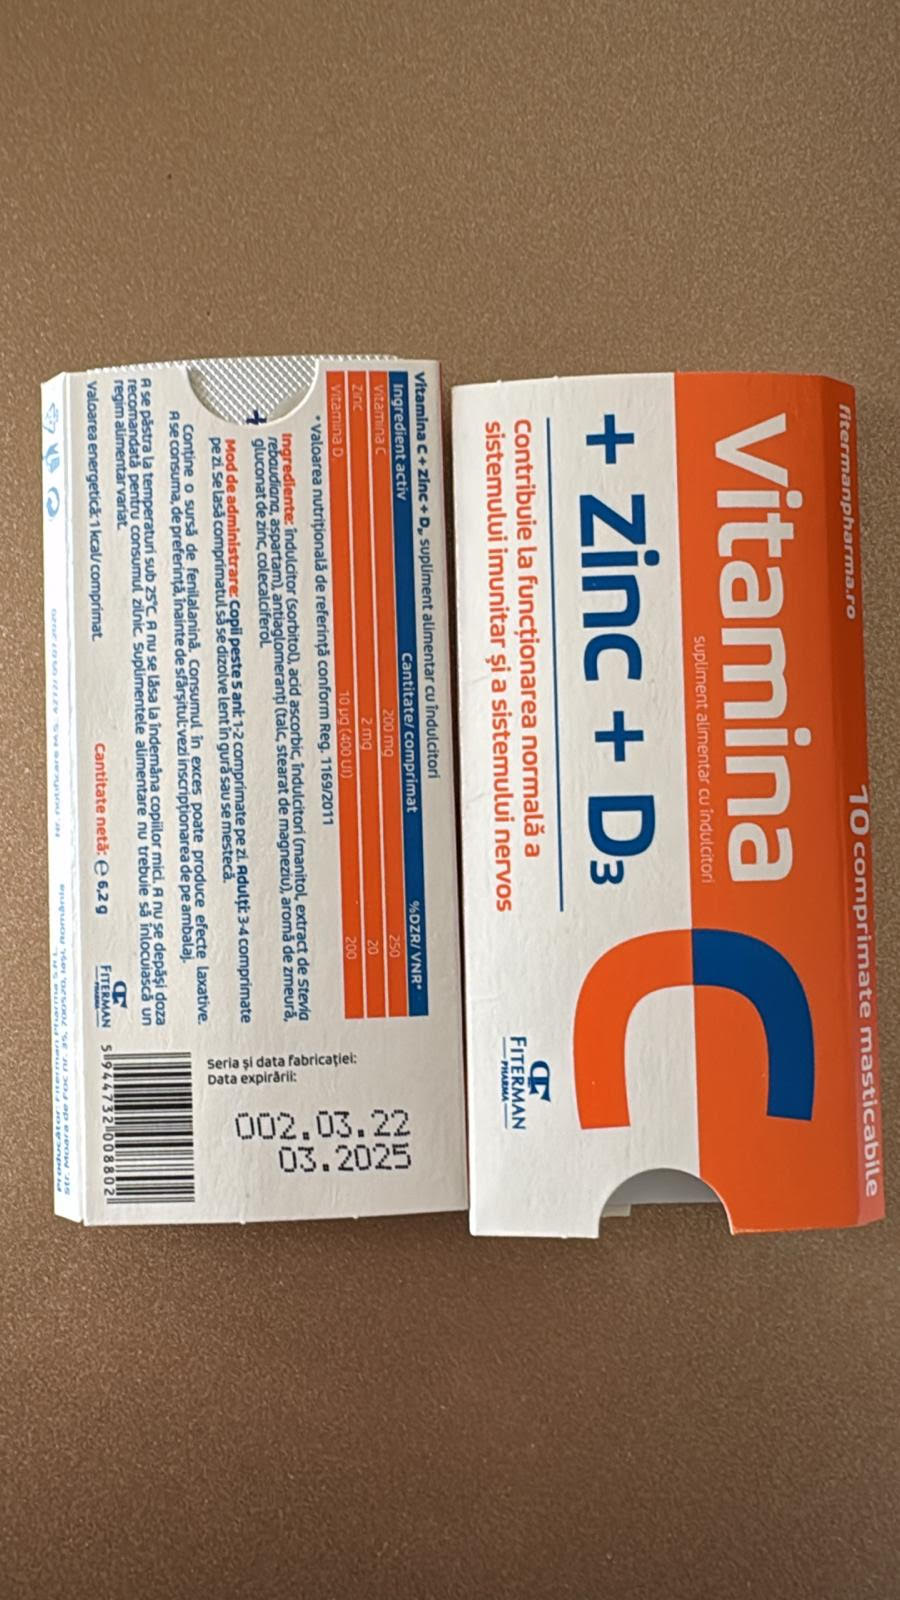 fitermanpharma.ro
10 comprimate masticabile
Vitamina C
supliment alimentar cu îndulcitori
+ Zinc + D3
Contribuie la funcționarea normală a
sistemului imunitar și a sistemului nervos
FITERMAN
PHARMA
Vitamina C + Zinc + D3, supliment alimentar cu îndulcitori
Ingredient activ Cantitate/ comprimat %DZR/ VNR*
Vitamina C 200 mg 250
Zinc 2 mg 20
Vitamina D 10 µg (400 UI) 200
* Valoarea nutrițională de referință conform Reg. 1169/2011
Ingrediente: îndulcitor (sorbitol), acid ascorbic, îndulcitori (manitol, extract de Stevia
rebaudiana, aspartam), antiaglomeranți (talc, stearat de magneziu), aromă de zmeură,
gluconat de zinc, colecalciferol.
Mod de administrare: Copii peste 5 ani: 1-2 comprimate pe zi. Adulți: 3-4 comprimate
pe zi. Se lasă comprimatul să se dizolve lent în gură sau se mestecă.
Conține o sursă de fenilalanină. Consumul în exces poate produce efecte laxative.
A se consuma, de preferință, înainte de sfârșitul: vezi inscripționarea de pe ambalaj.
A se păstra la temperaturi sub 25°C. A nu se lăsa la îndemâna copiilor mici. A nu se depăși doza
recomandată pentru consumul zilnic. Suplimentele alimentare nu trebuie să înlocuiască un
regim alimentar variat.
Valoarea energetică: 1 kcal/comprimat. Cantitate netă: e 6,2 g
FITERMAN
PHARMA
Seria și data fabricației:
Data expirării:
002.03.22
03.2025
5944732008802